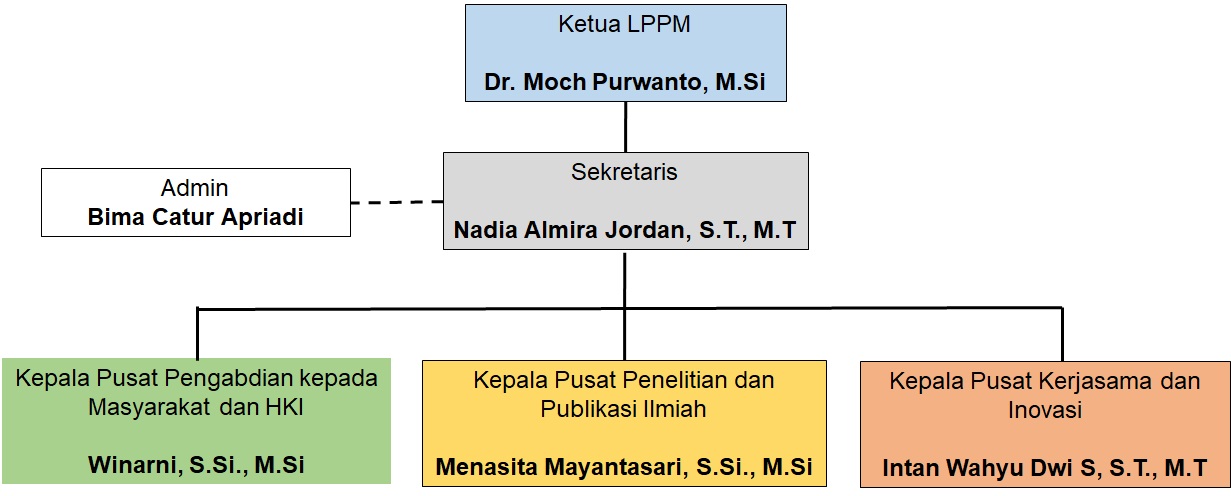 Ketua LPPM
Dr. Moch Purwanto, M.Si
Sekretaris
Nadia Almira Jordan, S.T., M.T
Admin
Bima Catur Apriadi
Kepala Pusat Pengabdian kepada
Masyarakat dan HKI
Winarni, S.Si., M.Si
Kepala Pusat Penelitian dan
Publikasi Ilmiah
Menasita Mayantasari, S.Si., M.Si
Kepala Pusat Kerjasama dan
Inovasi
Intan Wahyu Dwi S, S.T., M.T